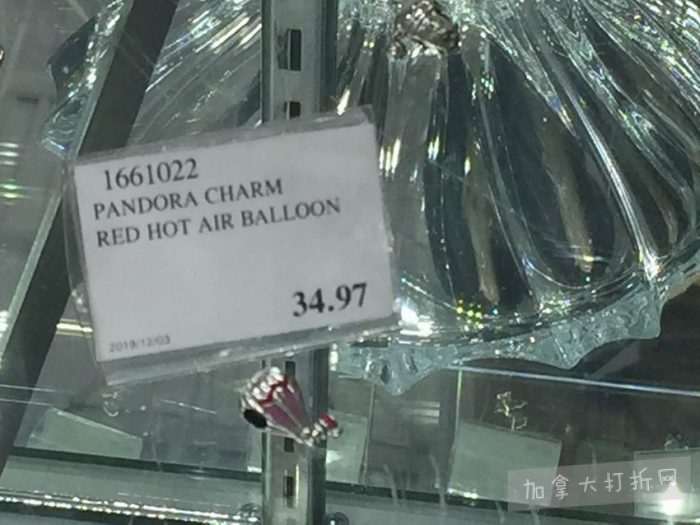 1661022
PANDORA CHARM
RED HOT AIR BALLOON
34.97
2019/12/03
加拿大打折网